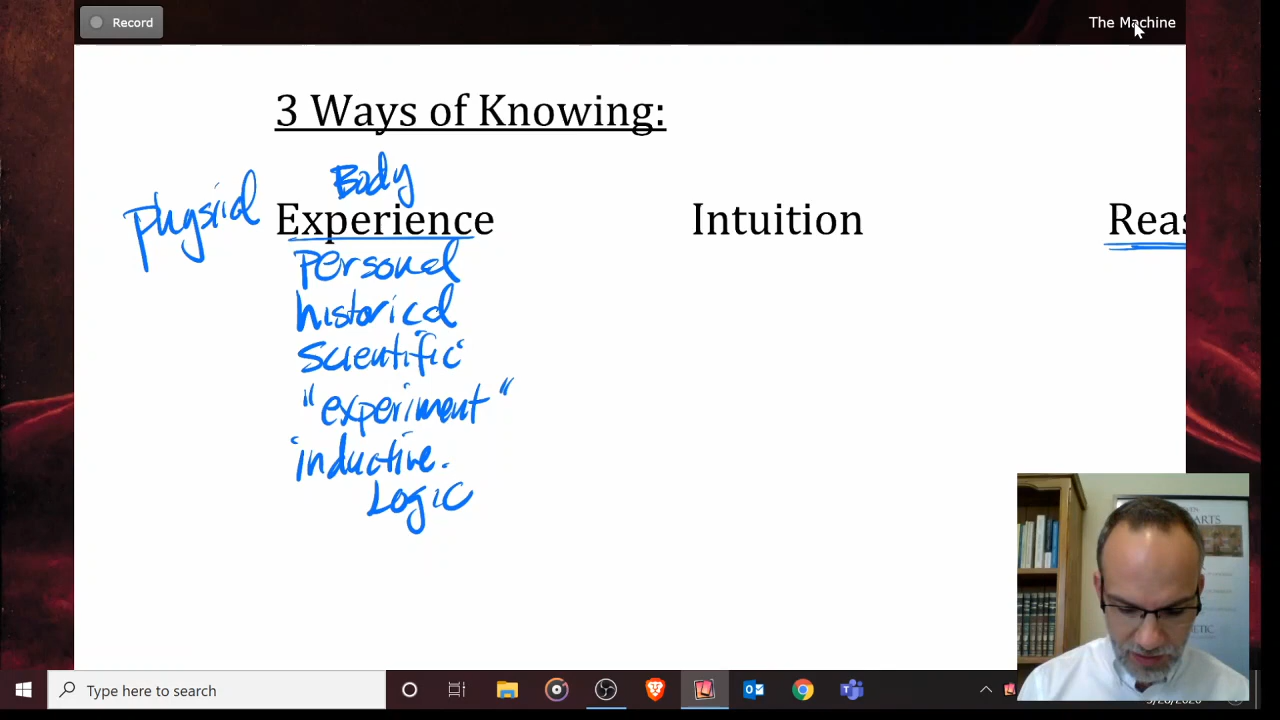 Record
The Machine
3 Ways of Knowing:
Body
physical
Experience
Intuition
Reas
personal
historical
scientific
"experiment"
inductive.
Logic
ARTS
Type here to search